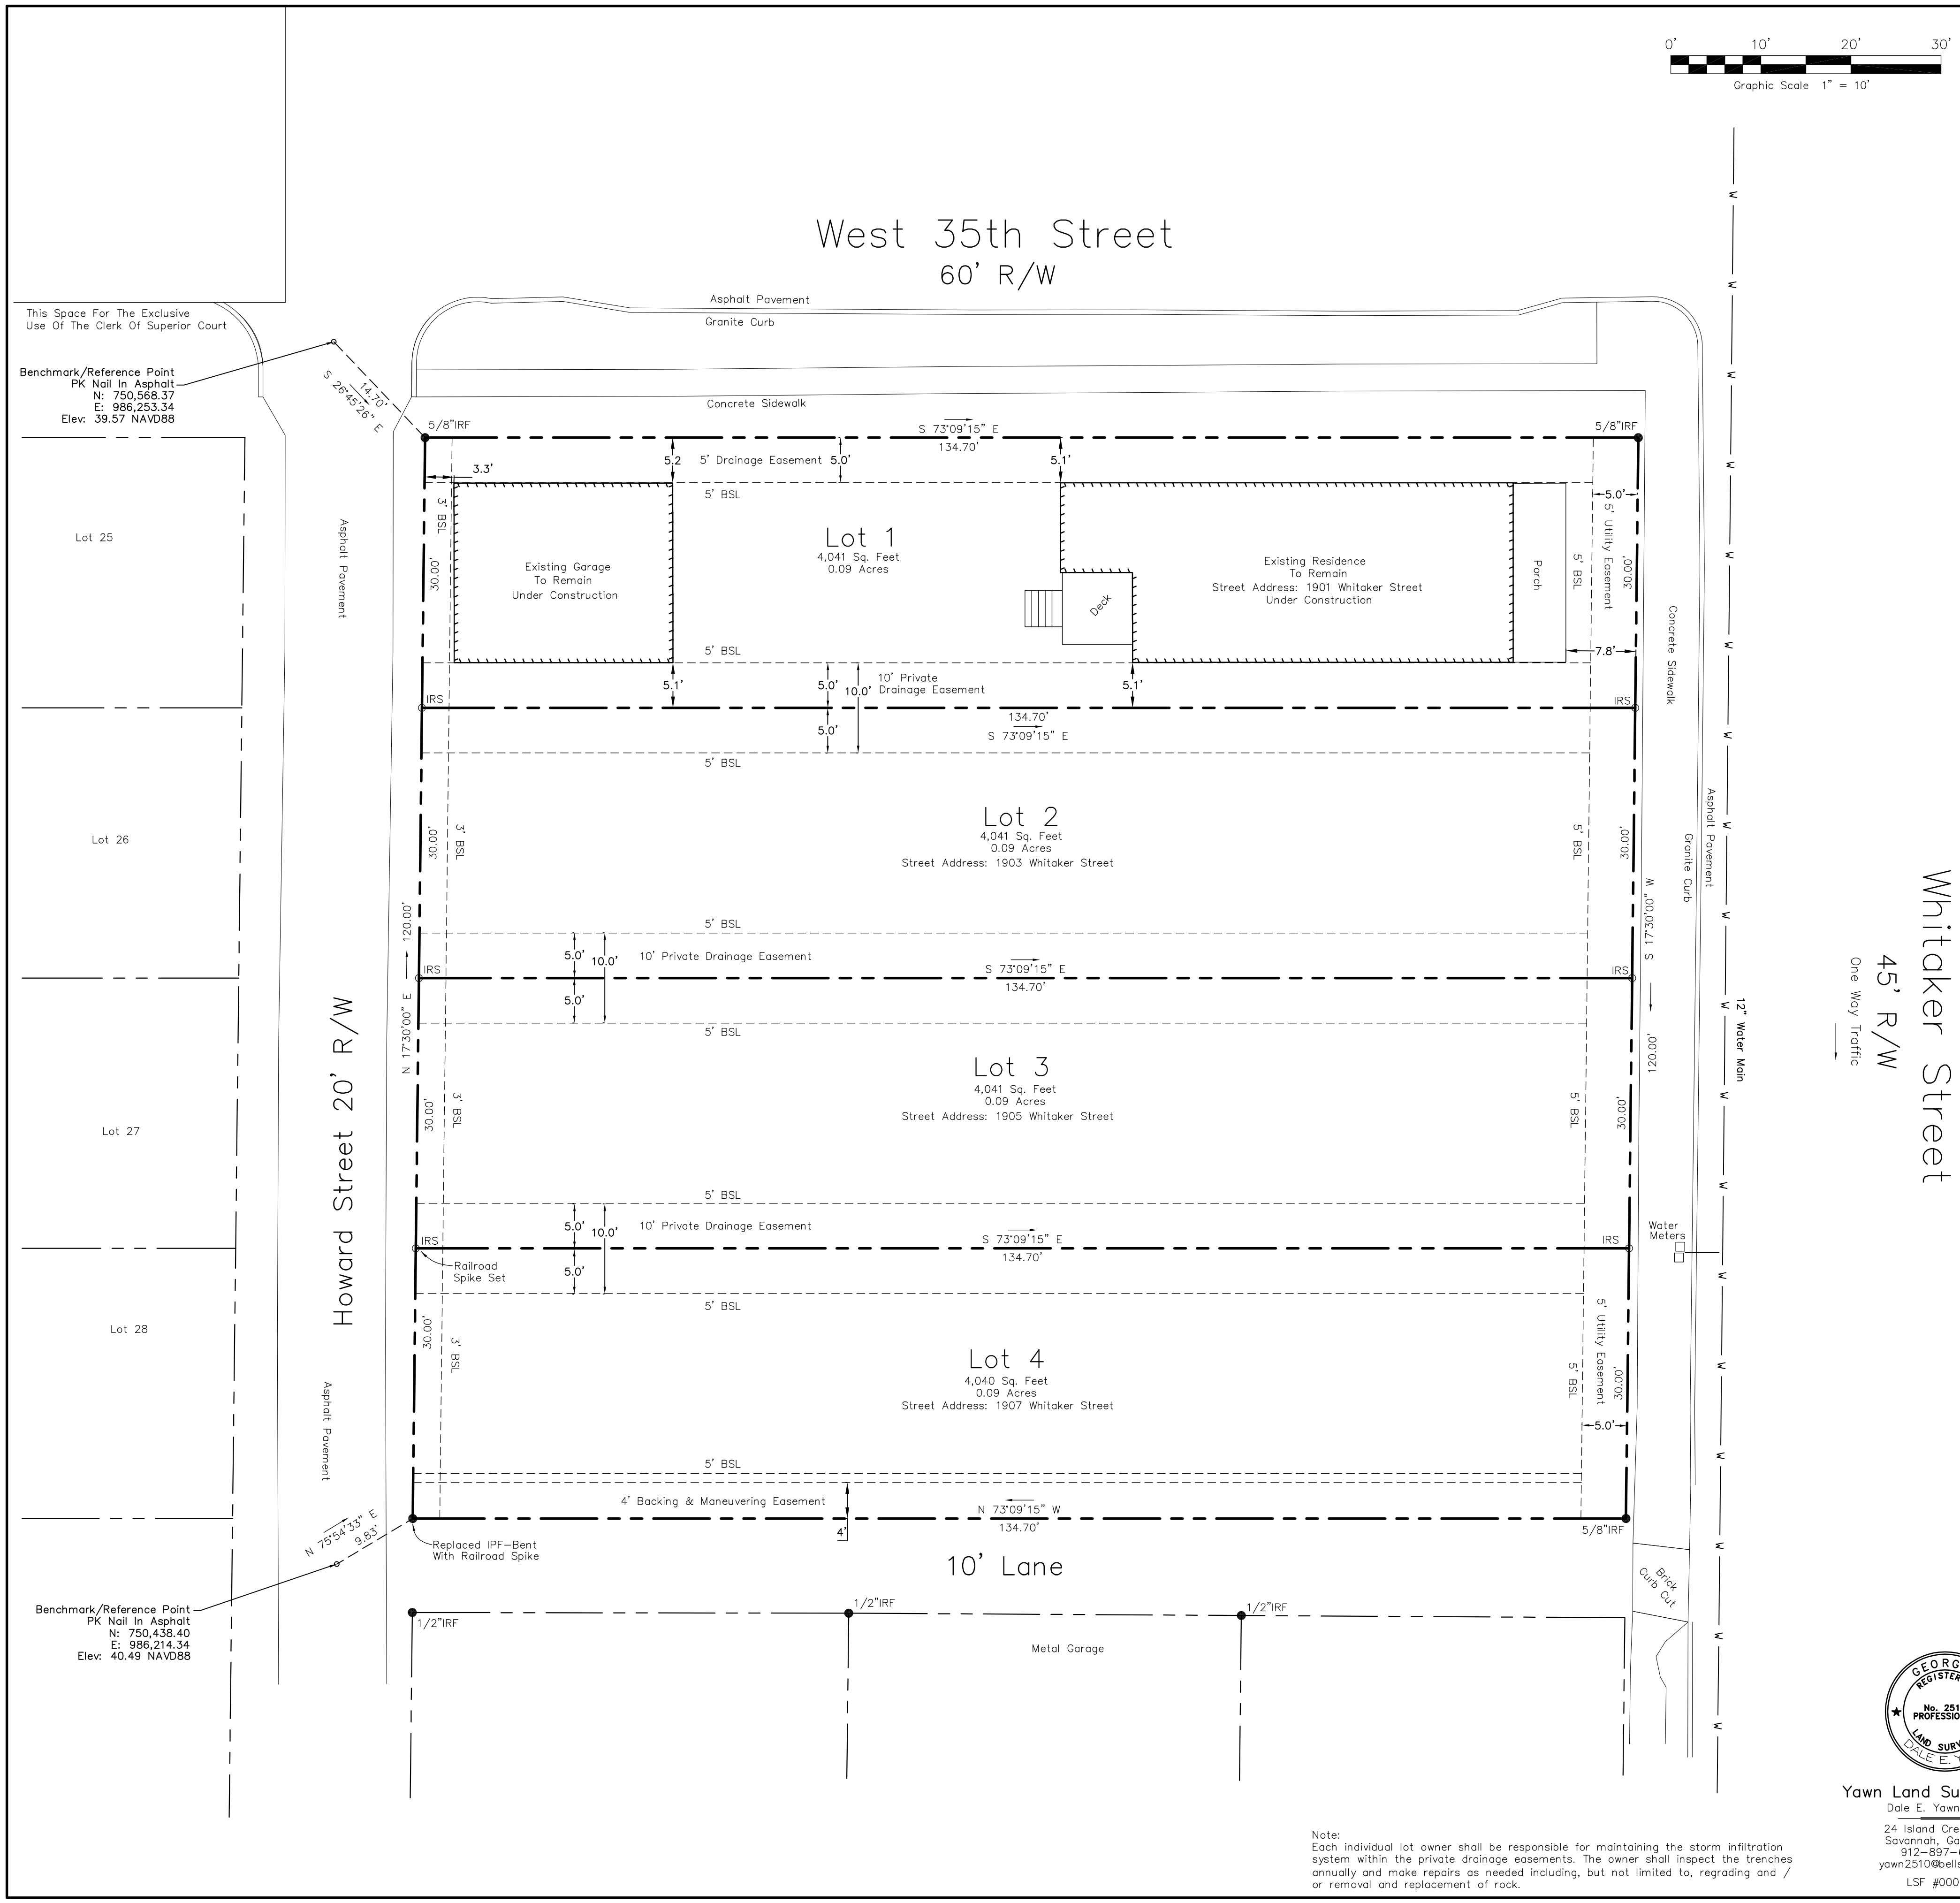 0' 10' 20' 30'
Graphic Scale 1" = 10'
West 35th Street
60' R/W
This Space For The Exclusive
Use Of The Clerk Of Superior Court
Benchmark/Reference Point
PK Nail In Asphalt
N: 750,568.37
E: 986,253.34
Elev: 39.57 NAVD88
14.70'
S 26°45'26" E
Asphalt Pavement
Granite Curb
Concrete Sidewalk
5/8"IRF
S 73°09'15" E
134.70'
5/8"IRF
3.3'
5.2
5' Drainage Easement
5.0'
5.1'
5' BSL
5.0'
3' BSL
30.00'
Asphalt Pavement
Existing Garage
To Remain
Under Construction
Lot 1
4,041 Sq. Feet
0.09 Acres
Deck
Existing Residence
To Remain
Street Address: 1901 Whitaker Street
Under Construction
Porch
5' BSL
5' Utility Easement
30.00'
Concrete Sidewalk
7.8'
5' BSL
5.1'
5.0'
10.0'
10' Private
Drainage Easement
5.1'
IRS
IRS
134.70'
S 73°09'15" E
5.0'
5' BSL
Lot 25
Lot 26
Lot 27
Lot 28
30.00'
3' BSL
Lot 2
4,041 Sq. Feet
0.09 Acres
Street Address: 1903 Whitaker Street
5' BSL
30.00'
Granite Curb
Asphalt Pavement
5' BSL
5.0'
10.0'
10' Private Drainage Easement
IRS
S 73°09'15" E
134.70'
IRS
5.0'
5' BSL
N 17°30'00" E 120.00'
S 17°30'00" W 120.00'
12" Water Main
Whitaker Street
45' R/W
One Way Traffic
Howard Street 20' R/W
30.00'
3' BSL
Lot 3
4,041 Sq. Feet
0.09 Acres
Street Address: 1905 Whitaker Street
5' BSL
30.00'
5' BSL
5.0'
10.0'
10' Private Drainage Easement
IRS
S 73°09'15" E
134.70'
IRS
Railroad
Spike Set
5.0'
5' BSL
Water
Meters
30.00'
3' BSL
Lot 4
4,040 Sq. Feet
0.09 Acres
Street Address: 1907 Whitaker Street
5' BSL
5' Utility Easement
30.00'
5.0'
Asphalt Pavement
5' BSL
4' Backing & Maneuvering Easement
4'
N 73°09'15" W
134.70'
5/8"IRF
N 75°54'33" E
9.83'
Replaced IPF-Bent
With Railroad Spike
10' Lane
Brick
Curb Cut
Benchmark/Reference Point
PK Nail In Asphalt
N: 750,438.40
E: 986,214.34
Elev: 40.49 NAVD88
1/2"IRF
1/2"IRF
1/2"IRF
Metal Garage
W W W W W W W W W W W W W W W W W W
Note:
Each individual lot owner shall be responsible for maintaining the storm infiltration
system within the private drainage easements. The owner shall inspect the trenches
annually and make repairs as needed including, but not limited to, regrading and /
or removal and replacement of rock.
No. 251
LAND
DALE E.
Yawn Land
Dale E. Yawn
24 Island
Savannah,
912-897-
LSF #000